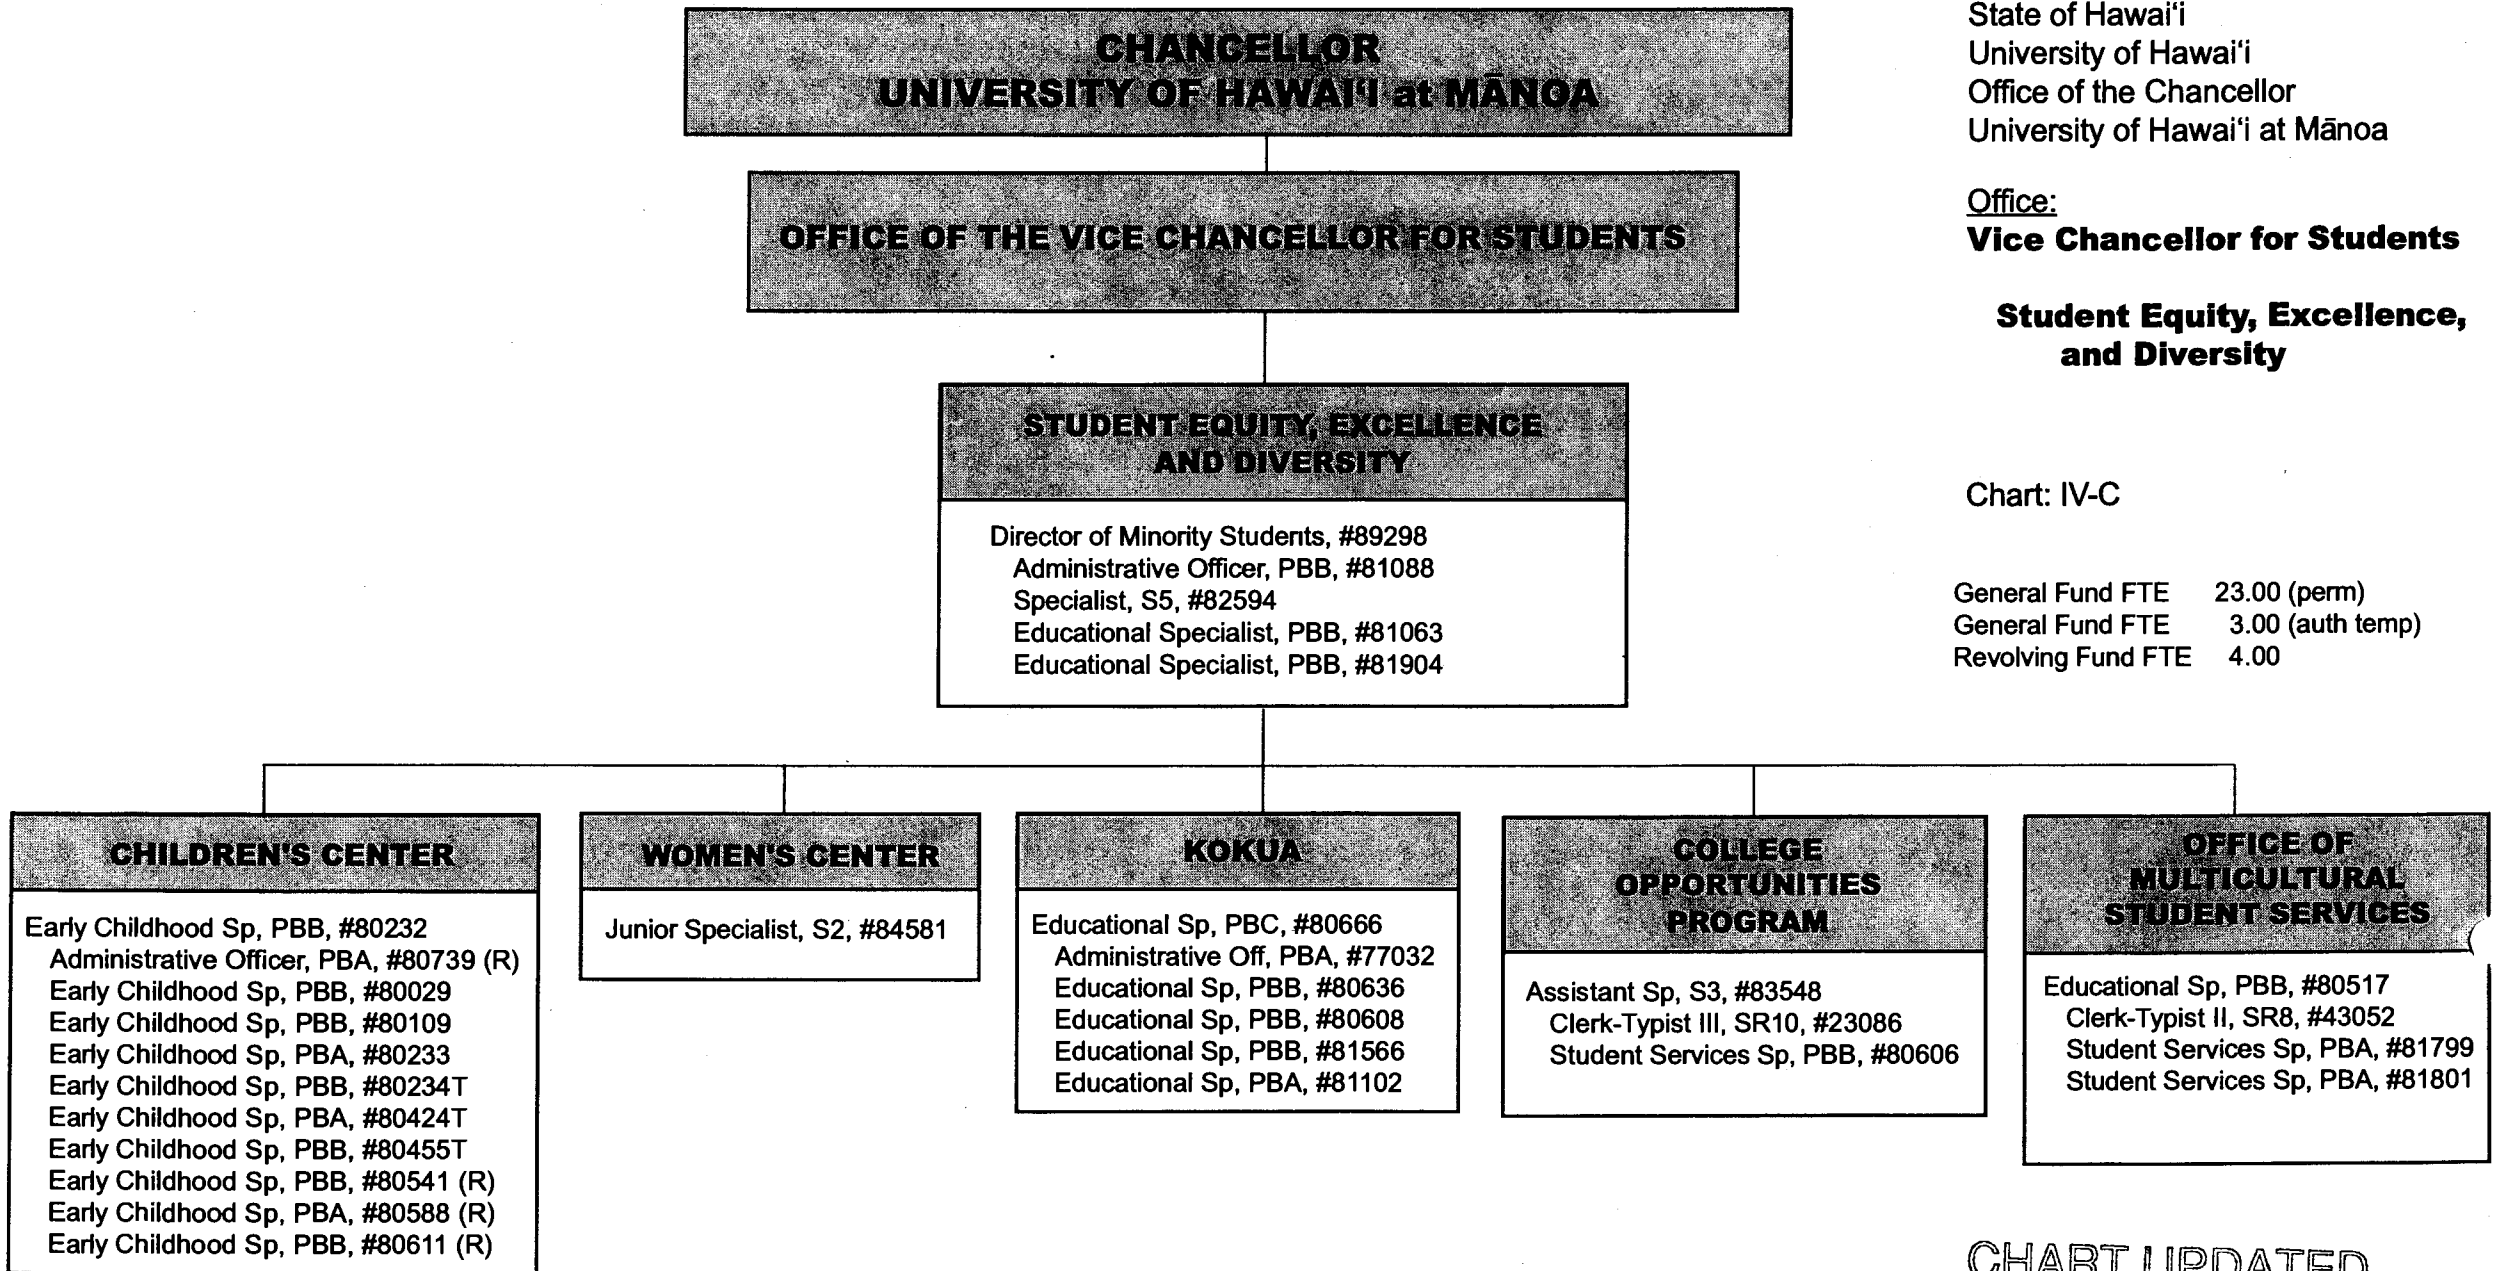 CHANCELLOR
UNIVERSITY OF HAWAI‘I at MĀNOA
OFFICE OF THE VICE CHANCELLOR FOR STUDENTS
State of Hawai‘i
University of Hawai‘i
Office of the Chancellor
University of Hawai‘i at Mānoa
Office:
Vice Chancellor for Students
Student Equity, Excellence,
and Diversity
Chart: IV-C
General Fund FTE 23.00 (perm)
General Fund FTE 3.00 (auth temp)
Revolving Fund FTE 4.00
STUDENT EQUITY, EXCELLENCE
AND DIVERSITY
Director of Minority Students, #89298
Administrative Officer, PBB, #81088
Specialist, S5, #82594
Educational Specialist, PBB, #81063
Educational Specialist, PBB, #81904
CHILDREN'S CENTER
Early Childhood Sp, PBB, #80232
Administrative Officer, PBA, #80739 (R)
Early Childhood Sp, PBB, #80029
Early Childhood Sp, PBB, #80109
Early Childhood Sp, PBA, #80233
Early Childhood Sp, PBB, #80234T
Early Childhood Sp, PBA, #80424T
Early Childhood Sp, PBB, #80455T
Early Childhood Sp, PBB, #80541 (R)
Early Childhood Sp, PBA, #80588 (R)
Early Childhood Sp, PBB, #80611 (R)
WOMEN'S CENTER
Junior Specialist, S2, #84581
KOKUA
Educational Sp, PBC, #80666
Administrative Off, PBA, #77032
Educational Sp, PBB, #80636
Educational Sp, PBB, #80608
Educational Sp, PBB, #81566
Educational Sp, PBA, #81102
COLLEGE
OPPORTUNITIES
PROGRAM
Assistant Sp, S3, #83548
Clerk-Typist III, SR10, #23086
Student Services Sp, PBB, #80606
OFFICE OF
MULTICULTURAL
STUDENT SERVICES
Educational Sp, PBB, #80517
Clerk-Typist II, SR8, #43052
Student Services Sp, PBA, #81799
Student Services Sp, PBA, #81801
CHART UPDATED